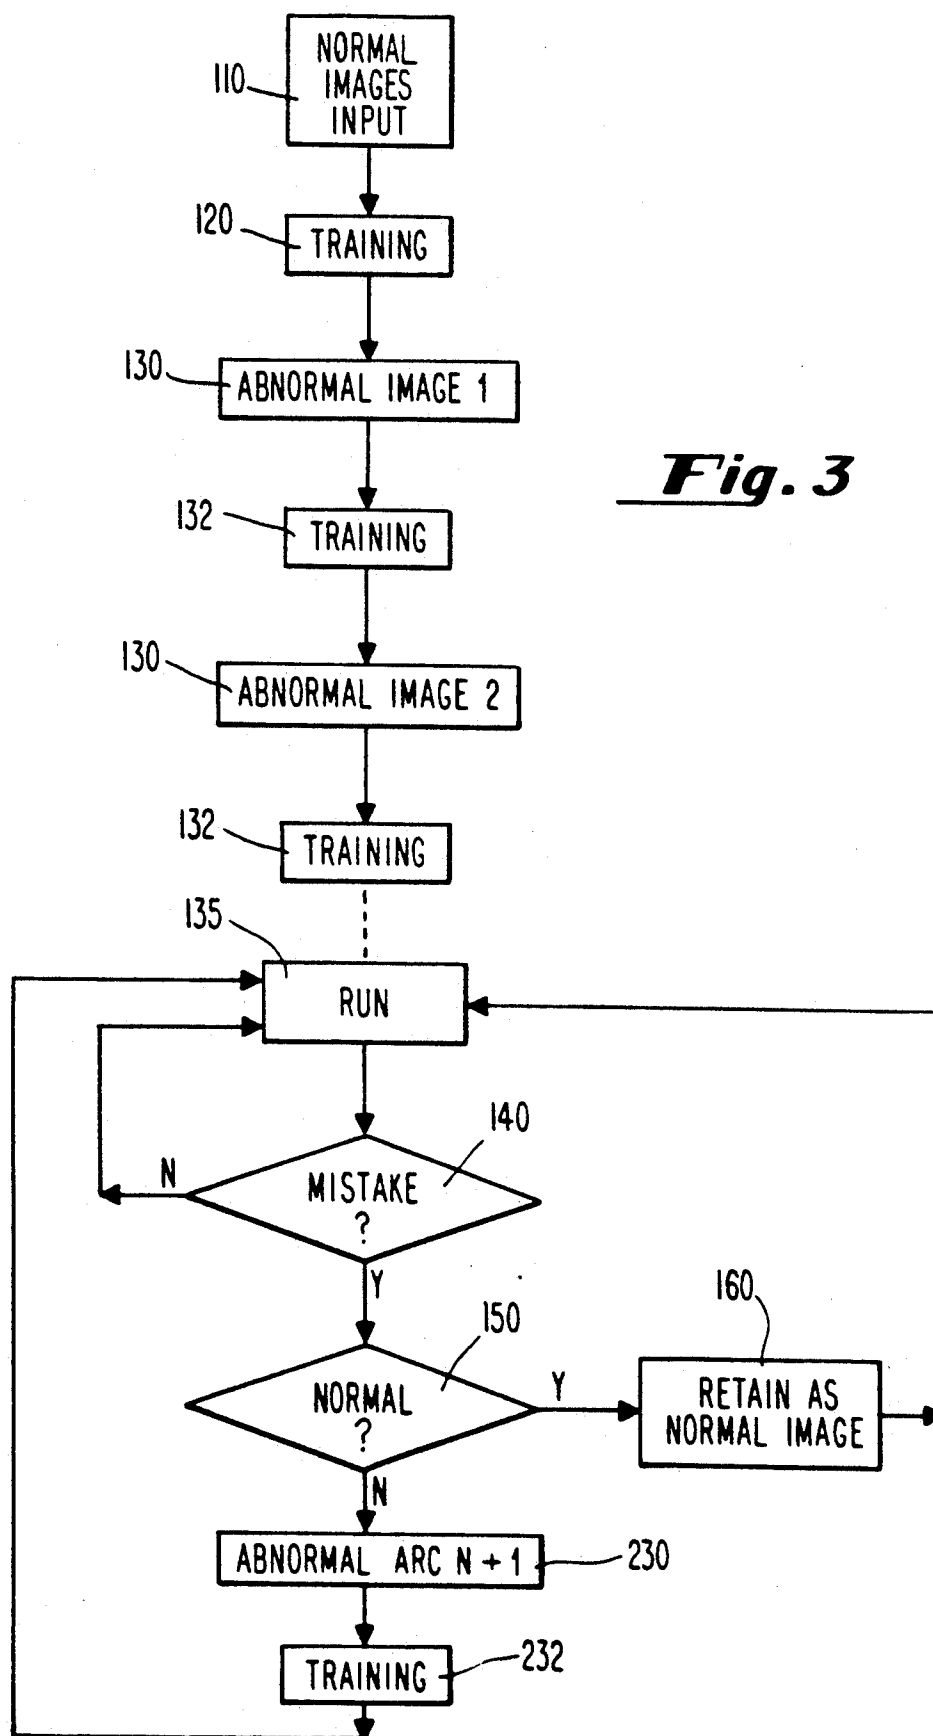 NORMAL
IMAGES
INPUT
110
120
TRAINING
130
ABNORMAL IMAGE 1
Fig. 3
132
TRAINING
130
ABNORMAL IMAGE 2
132
TRAINING
135
RUN
140
N
MISTAKE
?
Y
150
160
NORMAL
?
Y
RETAIN AS
NORMAL IMAGE
N
ABNORMAL ARC N + 1
230
TRAINING
232